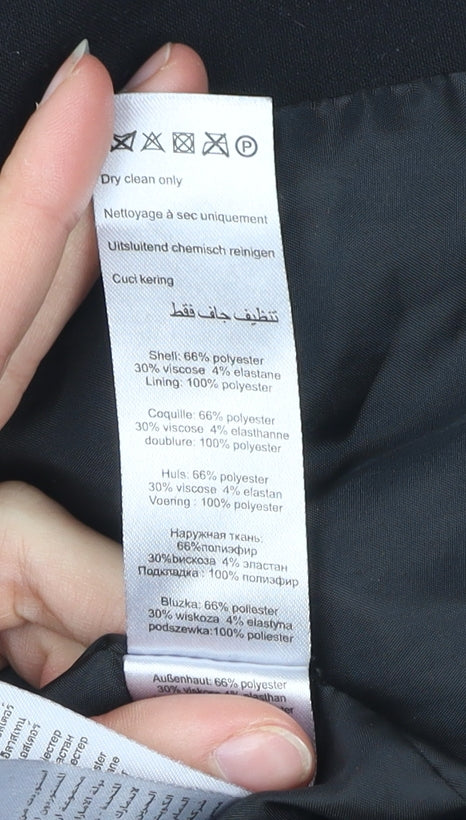 P
Dry clean only
Nettoyage à sec uniquement
Uitsluitend chemisch reinigen
Cuci kering
تنظيف جاف فقط
Shell: 66% polyester
30% viscose 4% elastane
Lining: 100% polyester
Coquille: 66% polyester
30% viscose 4% elasthanne
doublure: 100% polyester
Huls: 66% polyester
30% viscose 4% elastan
Voering : 100% polyester
Наружная ткань:
66%полиэфир
30%вискоза 4% эластан
Подкладка : 100% полиэфир
Bluzka: 66% poliester
30% wiskoza 4% elastyna
podszewka:100% poliester
Außenhaut: 66% polyester
30%